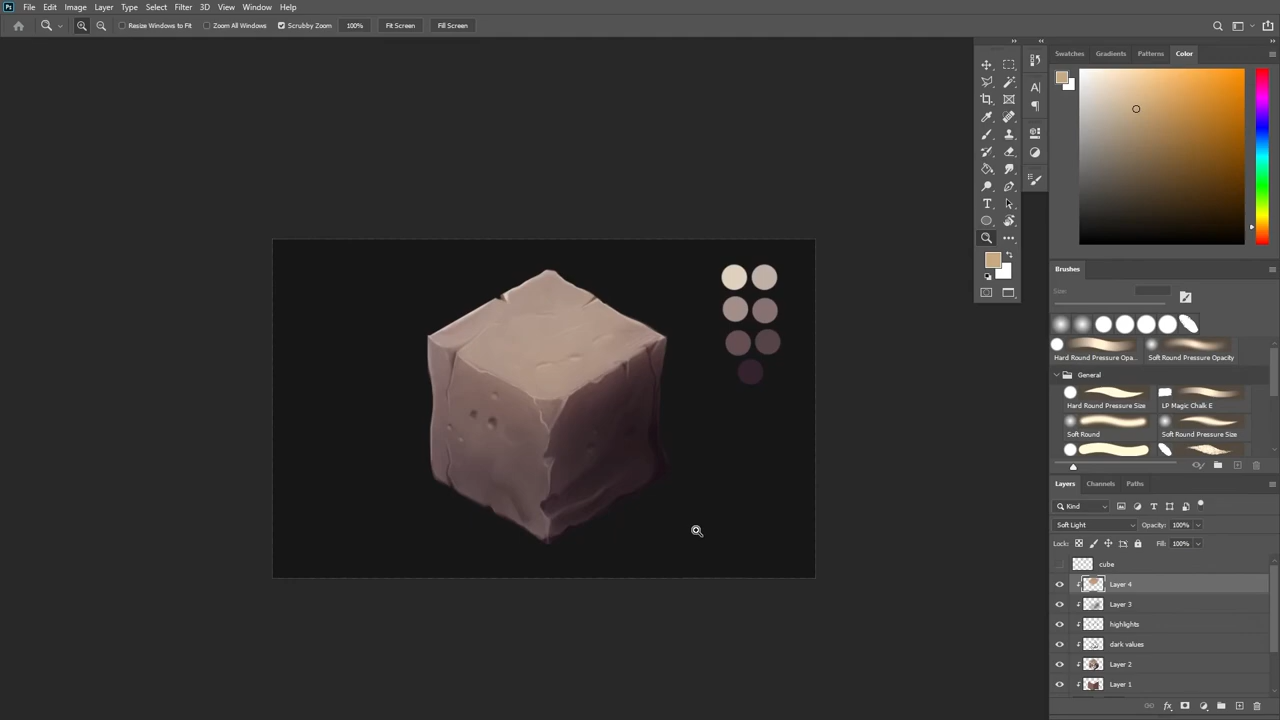 Ps File Edit Image Layer Type Select Filter 3D View Window Help
Resize Windows to Fit Zoom All Windows Scrubby Zoom 100% Fit Screen Fill Screen
Swatches Gradients Patterns Color
Brushes
Size:
Hard Round Pressure Opa... Soft Round Pressure Opacity
General
Hard Round Pressure Size LP Magic Chalk E
Soft Round Soft Round Pressure Size
Layers Channels Paths
Kind
Soft Light Opacity: 100%
Lock: Fill: 100%
cube
Layer 4
Layer 3
highlights
dark values
Layer 2
Layer 1